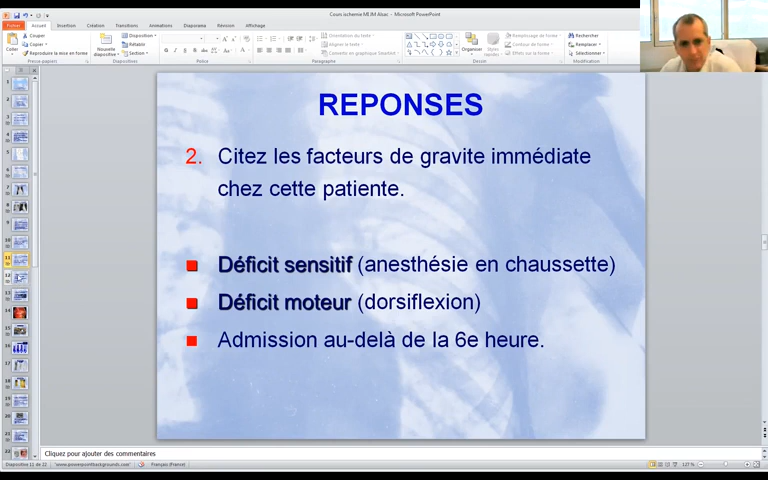 Cours ischemie MLIM Alsac - Microsoft PowerPoint
Fichier Accueil Insertion Création Transitions Animations Diaporama Révision Affichage
Coller
Couper
Copier
Reproduire la mise en forme
Presse-papiers
Nouvelle diapositive
Disposition
Rétablir
Section
Diapositives
Police
Orientation du texte
Aligner le texte
Convertir en graphique SmartArt
Paragraphe
Organiser
Styles rapides
Remplissage de forme
Contour de forme
Effets sur les formes
Dessin
Rechercher
Remplacer
Sélectionner
Modification
REPONSES
2. Citez les facteurs de gravite immédiate
chez cette patiente.
Déficit sensitif (anesthésie en chaussette)
Déficit moteur (dorsiflexion)
Admission au-delà de la 6e heure.
Cliquez pour ajouter des commentaires
Diapositive 11 de 22 "www.powerpointbackgrounds.com" Français (France) 127 %